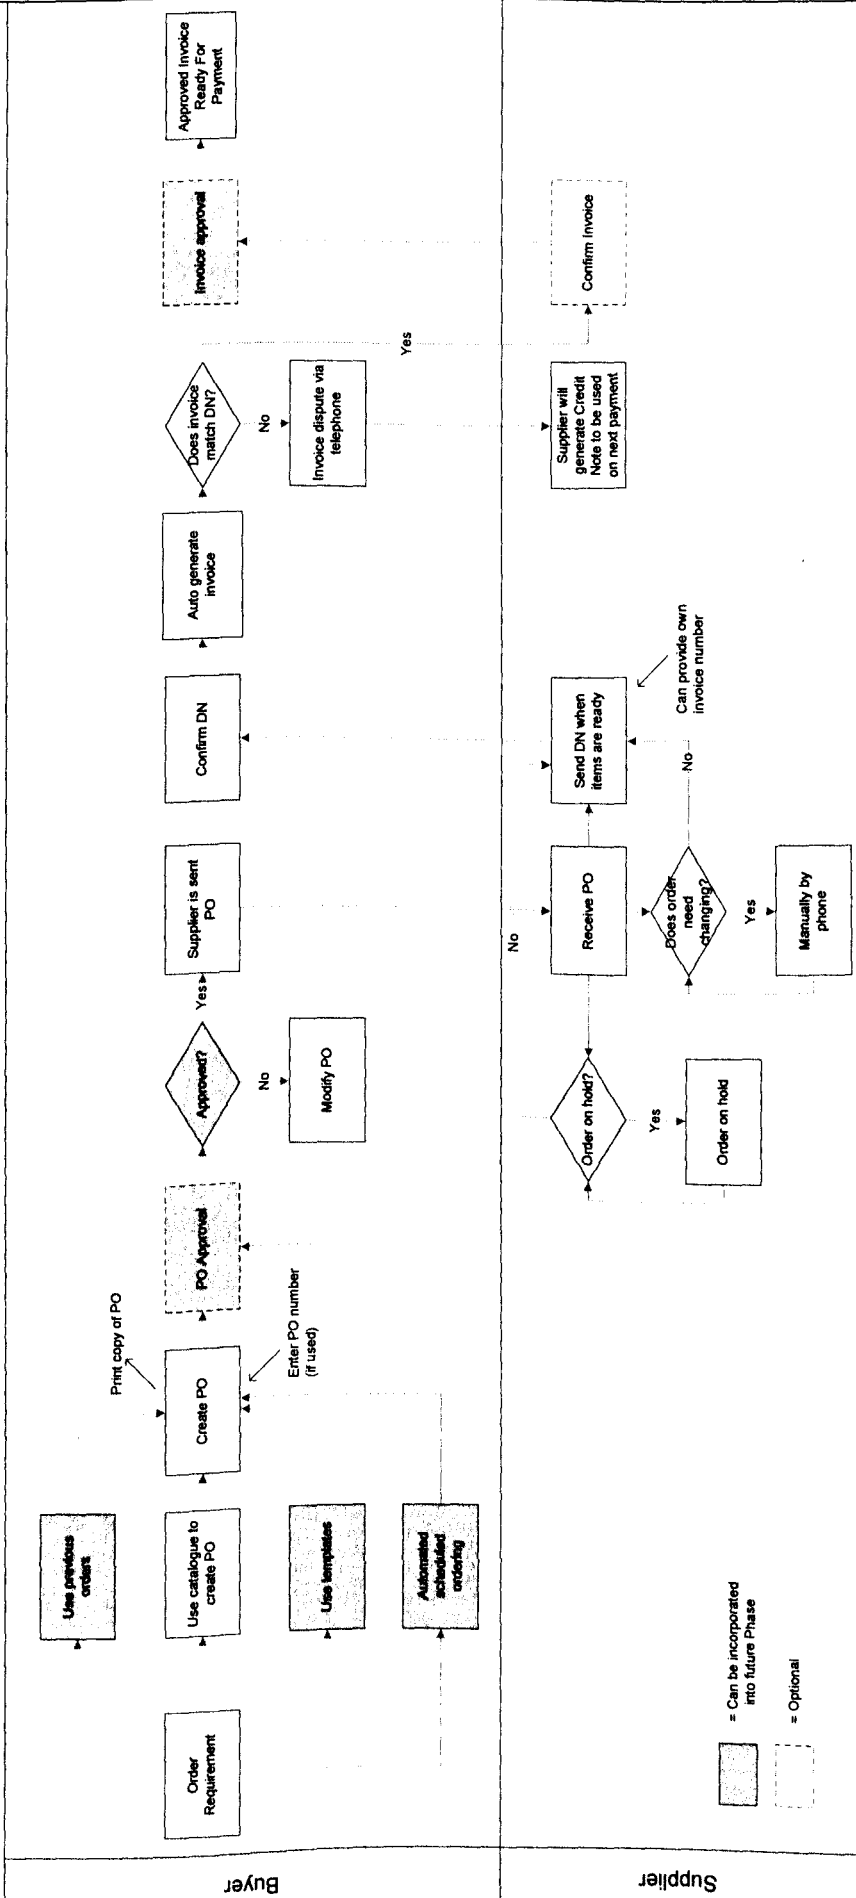 Buyer
Order
Requirement
Use previous
orders
Use catalogue to
create PO
Use templates
Automated
scheduled
ordering
Print copy of PO
Create PO
Enter PO number
(if used)
PO Approval
Approved?
No
Modify PO
Yes
Supplier is sent
PO
Confirm DN
Auto generate
invoice
Does invoice
match DN?
No
Invoice dispute via
telephone
Yes
Invoice approval
Approved Invoice
Ready For
Payment
Supplier
= Can be incorporated
into future Phase
= Optional
Order on hold?
Yes
Order on hold
No
Receive PO
Does order
need
changing?
Yes
Manually by
phone
No
Send DN when
items are ready
Can provide own
invoice number
Supplier will
generate Credit
Note to be used
on next payment
Confirm Invoice